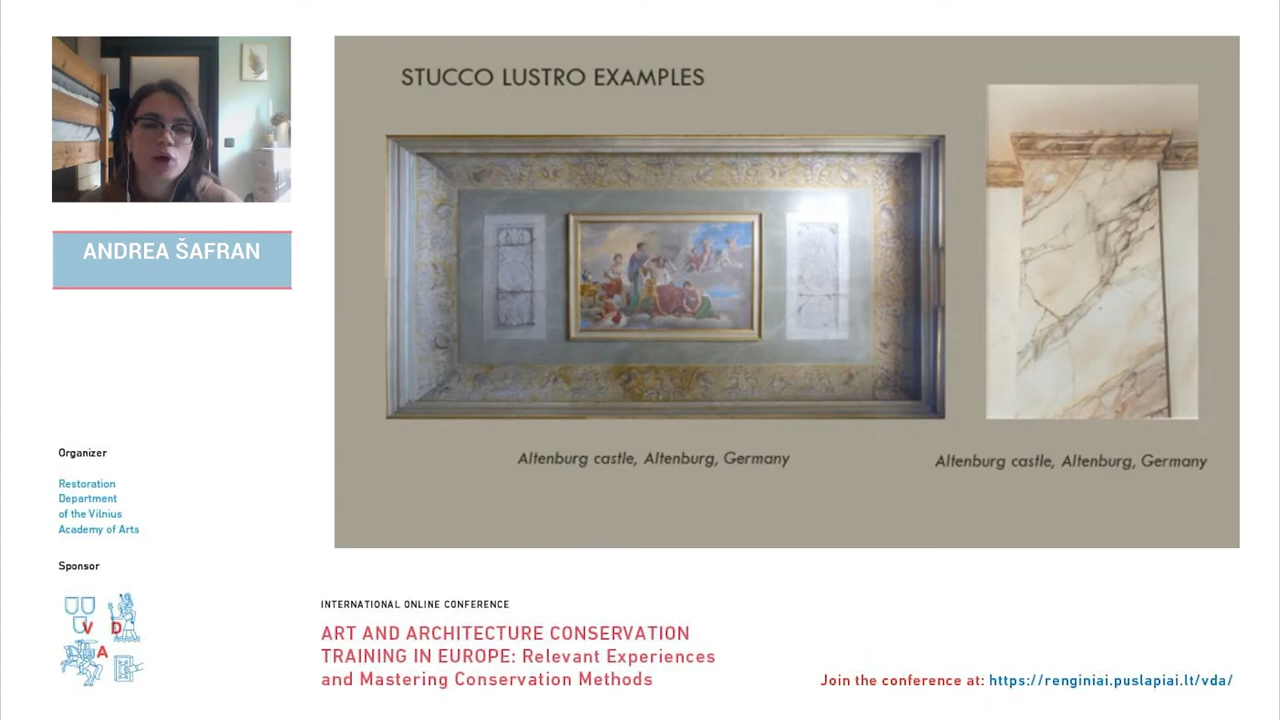 STUCCO LUSTRO EXAMPLES
ANDREA ŠAFRAN
Altenburg castle, Altenburg, Germany
Altenburg castle, Altenburg, Germany
Organizer
Restoration
Department
of the Vilnius
Academy of Arts
Sponsor
V D
A
INTERNATIONAL ONLINE CONFERENCE
ART AND ARCHITECTURE CONSERVATION
TRAINING IN EUROPE: Relevant Experiences
and Mastering Conservation Methods
Join the conference at: https://renginiai.puslapiai.lt/vda/